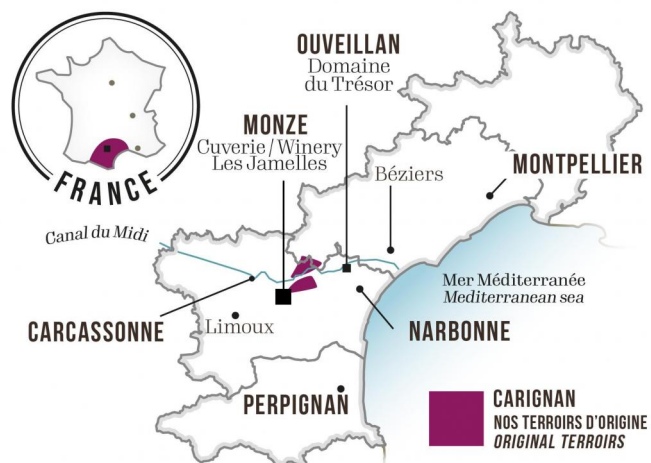 FRANCE
OUVEILLAN
Domaine
du Trésor
MONZE
Cuverie / Winery
Les Jamelles
Béziers
MONTPELLIER
Canal du Midi
Mer Méditerranée
Mediterranean sea
CARCASSONNE
Limoux
NARBONNE
PERPIGNAN
CARIGNAN
NOS TERROIRS D'ORIGINE
ORIGINAL TERROIRS